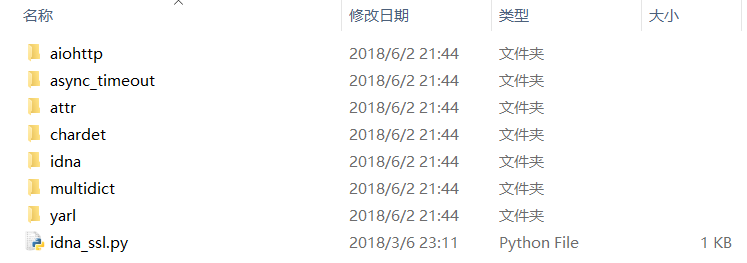 名称 修改日期 类型 大小
aiohttp 2018/6/2 21:44 文件夹
async_timeout 2018/6/2 21:44 文件夹
attr 2018/6/2 21:44 文件夹
chardet 2018/6/2 21:44 文件夹
idna 2018/6/2 21:44 文件夹
multidict 2018/6/2 21:44 文件夹
yarl 2018/6/2 21:44 文件夹
idna_ssl.py 2018/3/6 23:11 Python File 1 KB